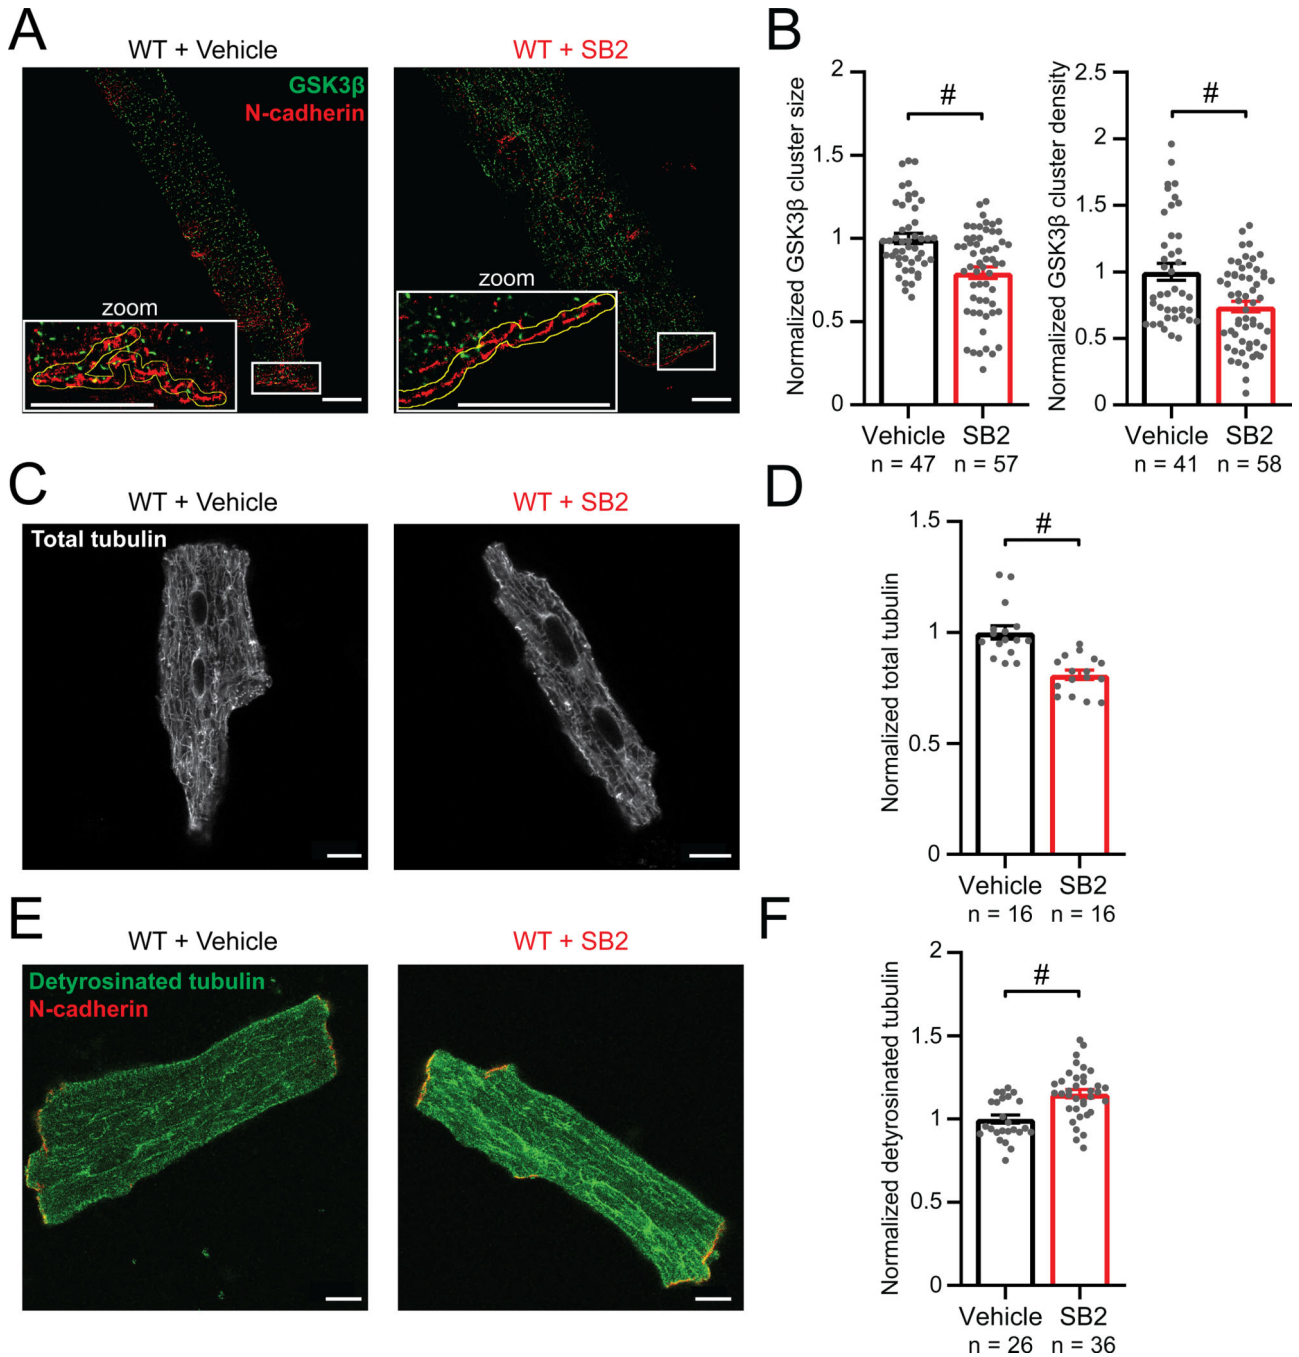 A
WT + Vehicle
WT + SB2
GSK3β
N-cadherin
zoom
zoom
B
Normalized GSK3β cluster size
2
1.5
1
0.5
0
#
Vehicle
SB2
n = 47
n = 57
Normalized GSK3β cluster density
2.5
2
1.5
1
0.5
0
#
Vehicle
SB2
n = 41
n = 58
C
WT + Vehicle
WT + SB2
Total tubulin
D
Normalized total tubulin
1.5
1
0.5
0
#
Vehicle
SB2
n = 16
n = 16
E
WT + Vehicle
WT + SB2
Detyrosinated tubulin
N-cadherin
F
Normalized detyrosinated tubulin
2
1.5
1
0.5
0
#
Vehicle
SB2
n = 26
n = 36